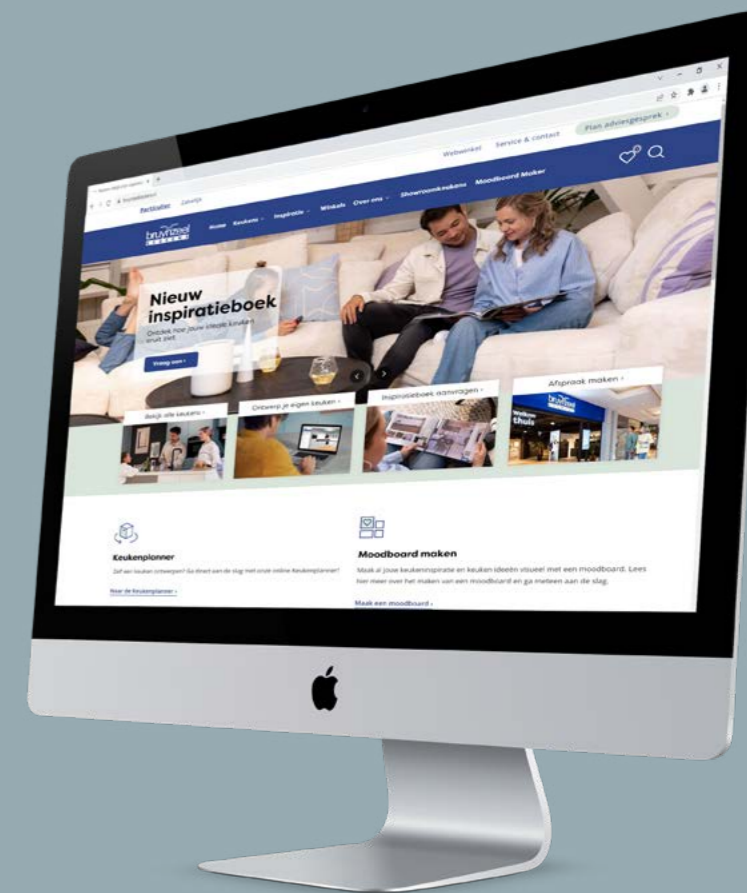 Webwinkel Service & contact Plan adviesgesprek ›
Particulier Zakelijk
bruynzeel
KEUKENS
Home Keukens Inspiratie Winkels Over ons Showroomkeukens Moodboard Maker
Nieuw
inspiratieboek
Ontdek hoe jouw ideale keuken
eruit ziet.
Vraag aan ›
Bekijk alle keukens ›
Ontwerp je eigen keuken ›
Inspiratieboek aanvragen ›
Afspraak maken ›
bruynzeel
Welkom
thuis
Keukenplanner
Zelf een keuken ontwerpen? Ga direct aan de slag met onze online Keukenplanner!
Naar de keukenplanner ›
Moodboard maken
Maak al jouw keukeninspiratie en keuken ideeën visueel met een moodboard. Lees
hier meer over het maken van een moodboard en ga meteen aan de slag.
Maak een moodboard ›